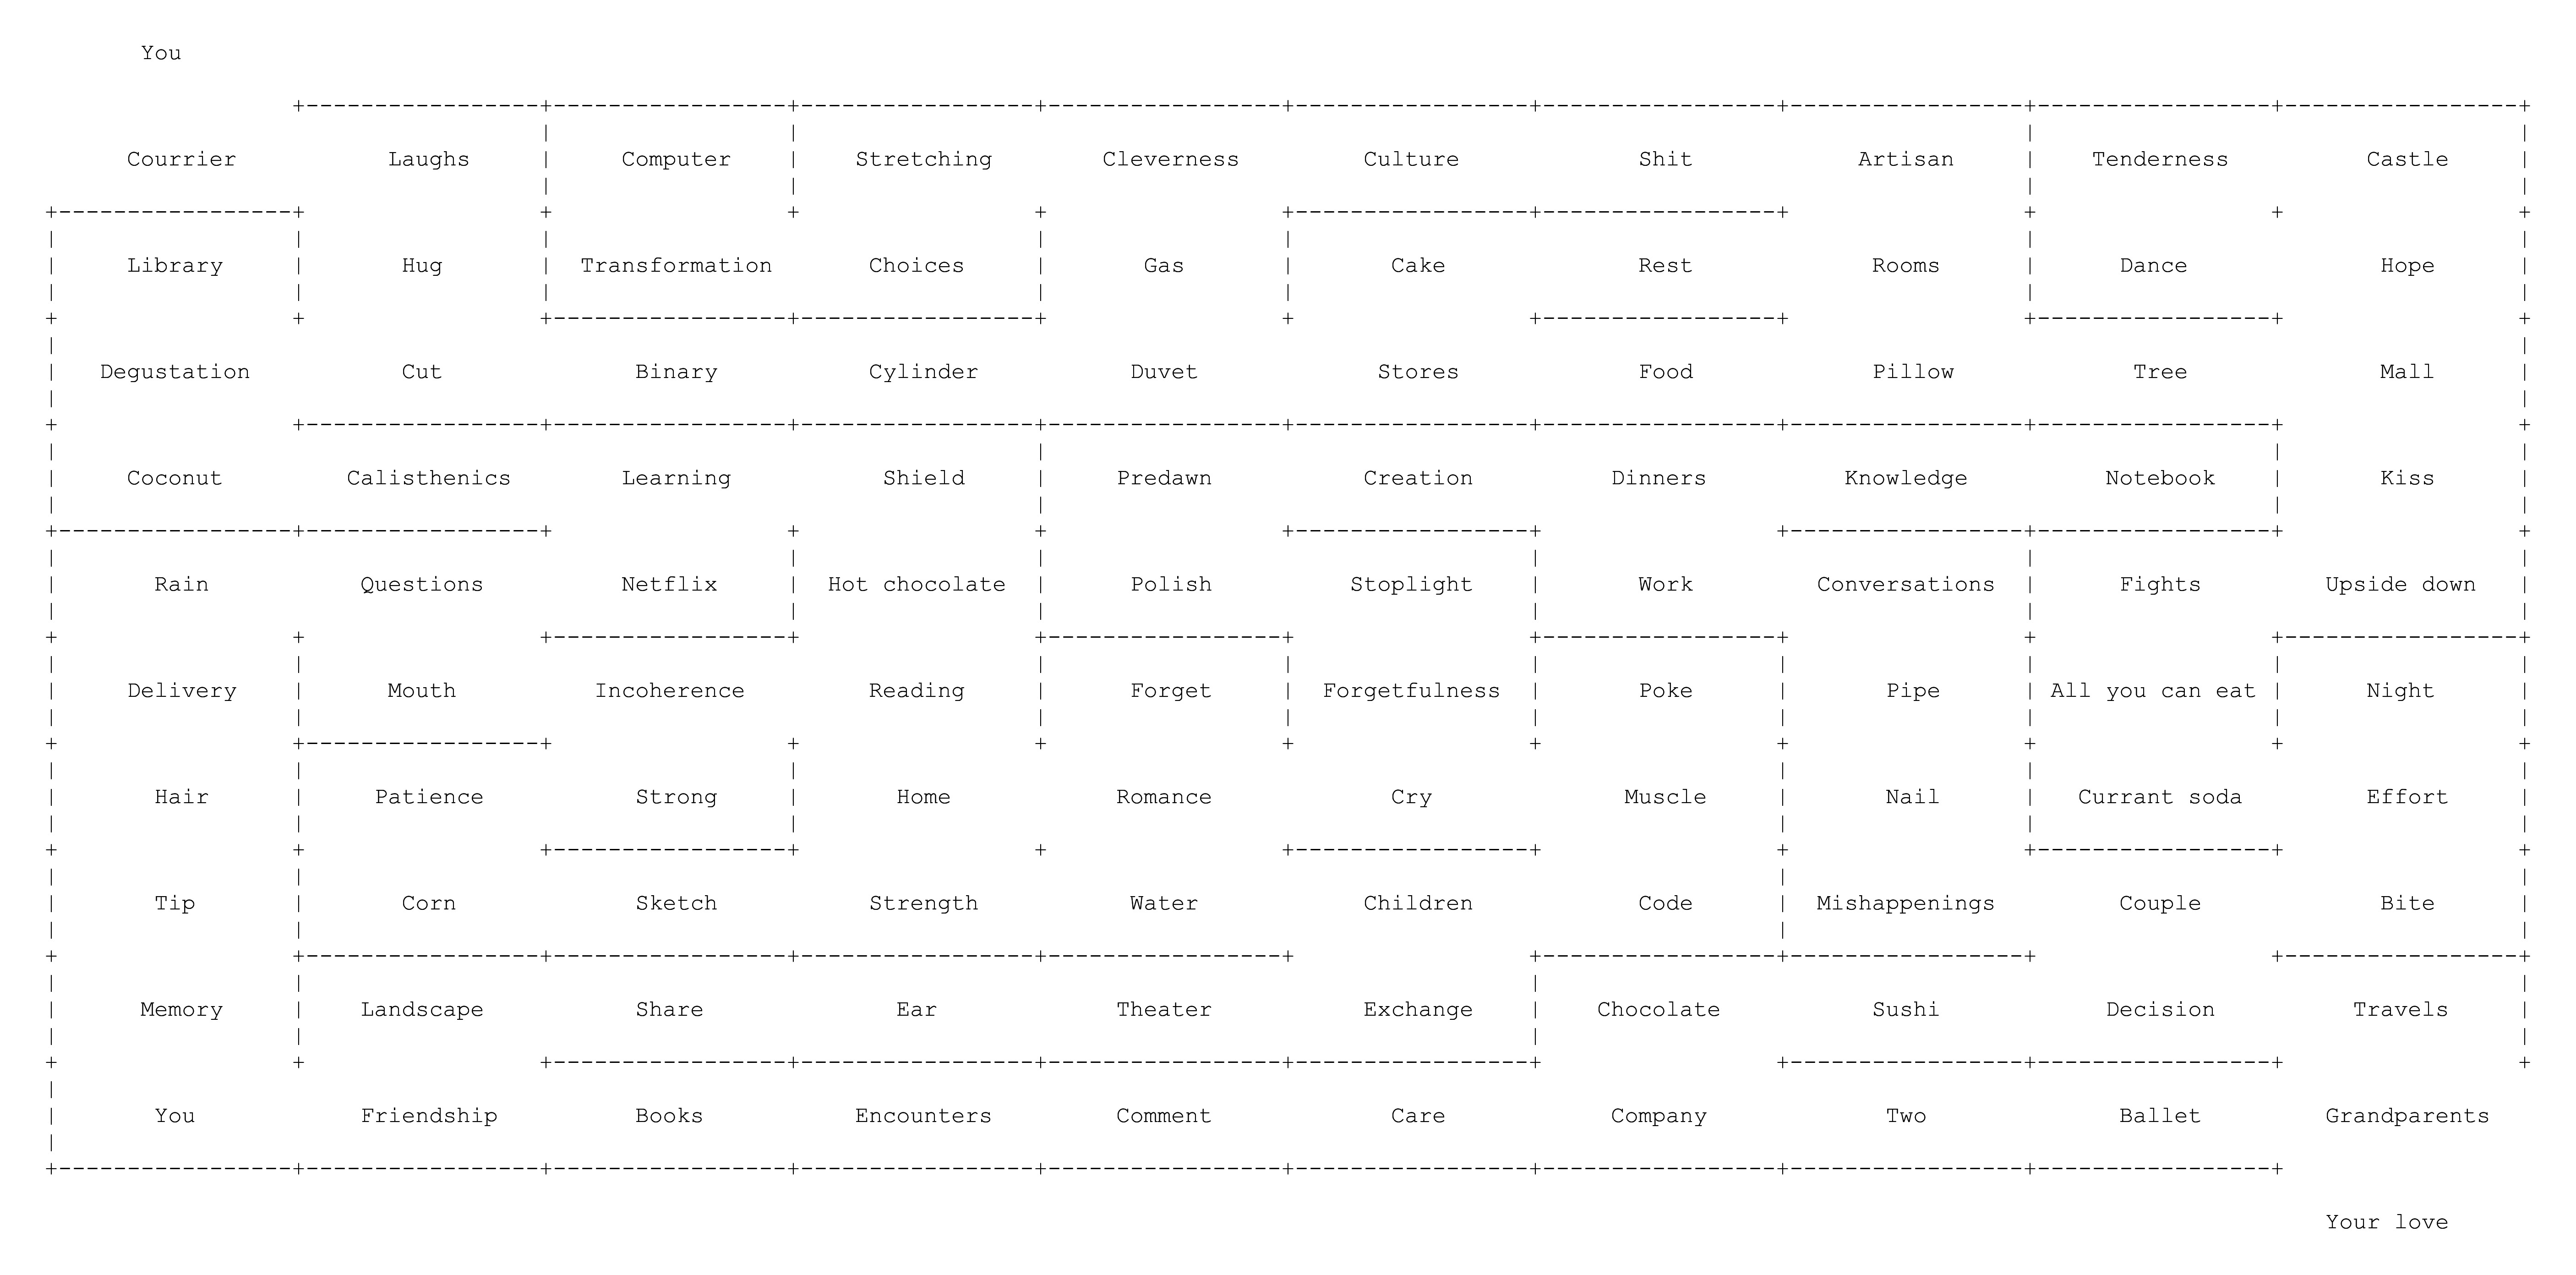 You
Courrier Laughs Computer Stretching Cleverness Culture Shit Artisan Tenderness Castle
Library Hug Transformation Choices Gas Cake Rest Rooms Dance Hope
Degustation Cut Binary Cylinder Duvet Stores Food Pillow Tree Mall
Coconut Calisthenics Learning Shield Predawn Creation Dinners Knowledge Notebook Kiss
Rain Questions Netflix Hot chocolate Polish Stoplight Work Conversations Fights Upside down
Delivery Mouth Incoherence Reading Forget Forgetfulness Poke Pipe All you can eat Night
Hair Patience Strong Home Romance Cry Muscle Nail Currant soda Effort
Tip Corn Sketch Strength Water Children Code Mishappenings Couple Bite
Memory Landscape Share Ear Theater Exchange Chocolate Sushi Decision Travels
You Friendship Books Encounters Comment Care Company Two Ballet Grandparents
Your love